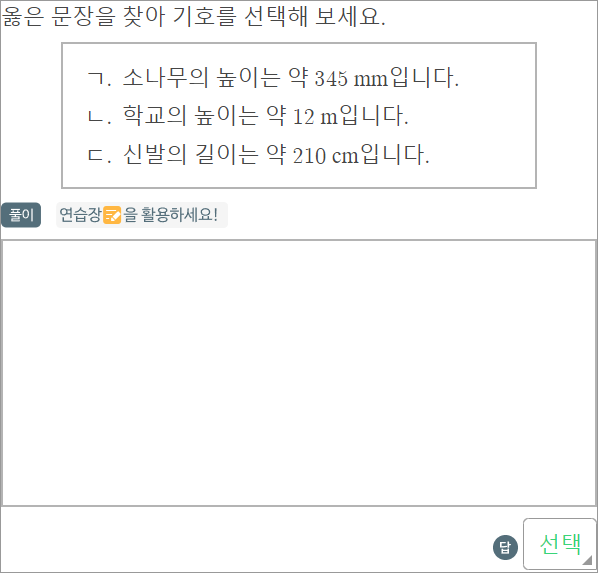 옳은 문장을 찾아 기호를 선택해 보세요.
ㄱ. 소나무의 높이는 약 345 mm입니다.
ㄴ. 학교의 높이는 약 12 m입니다.
ㄷ. 신발의 길이는 약 210 cm입니다.
풀이 연습장을 활용하세요!
답 선택